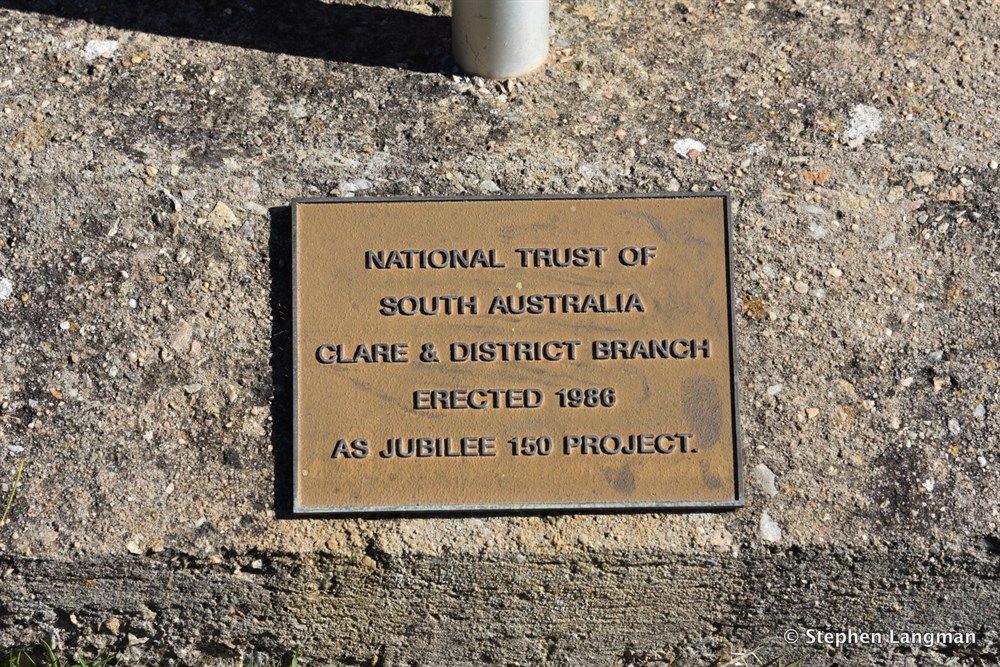 NATIONAL TRUST OF
SOUTH AUSTRALIA
CLARE & DISTRICT BRANCH
ERECTED 1986
AS JUBILEE 150 PROJECT.
© Stephen Langman